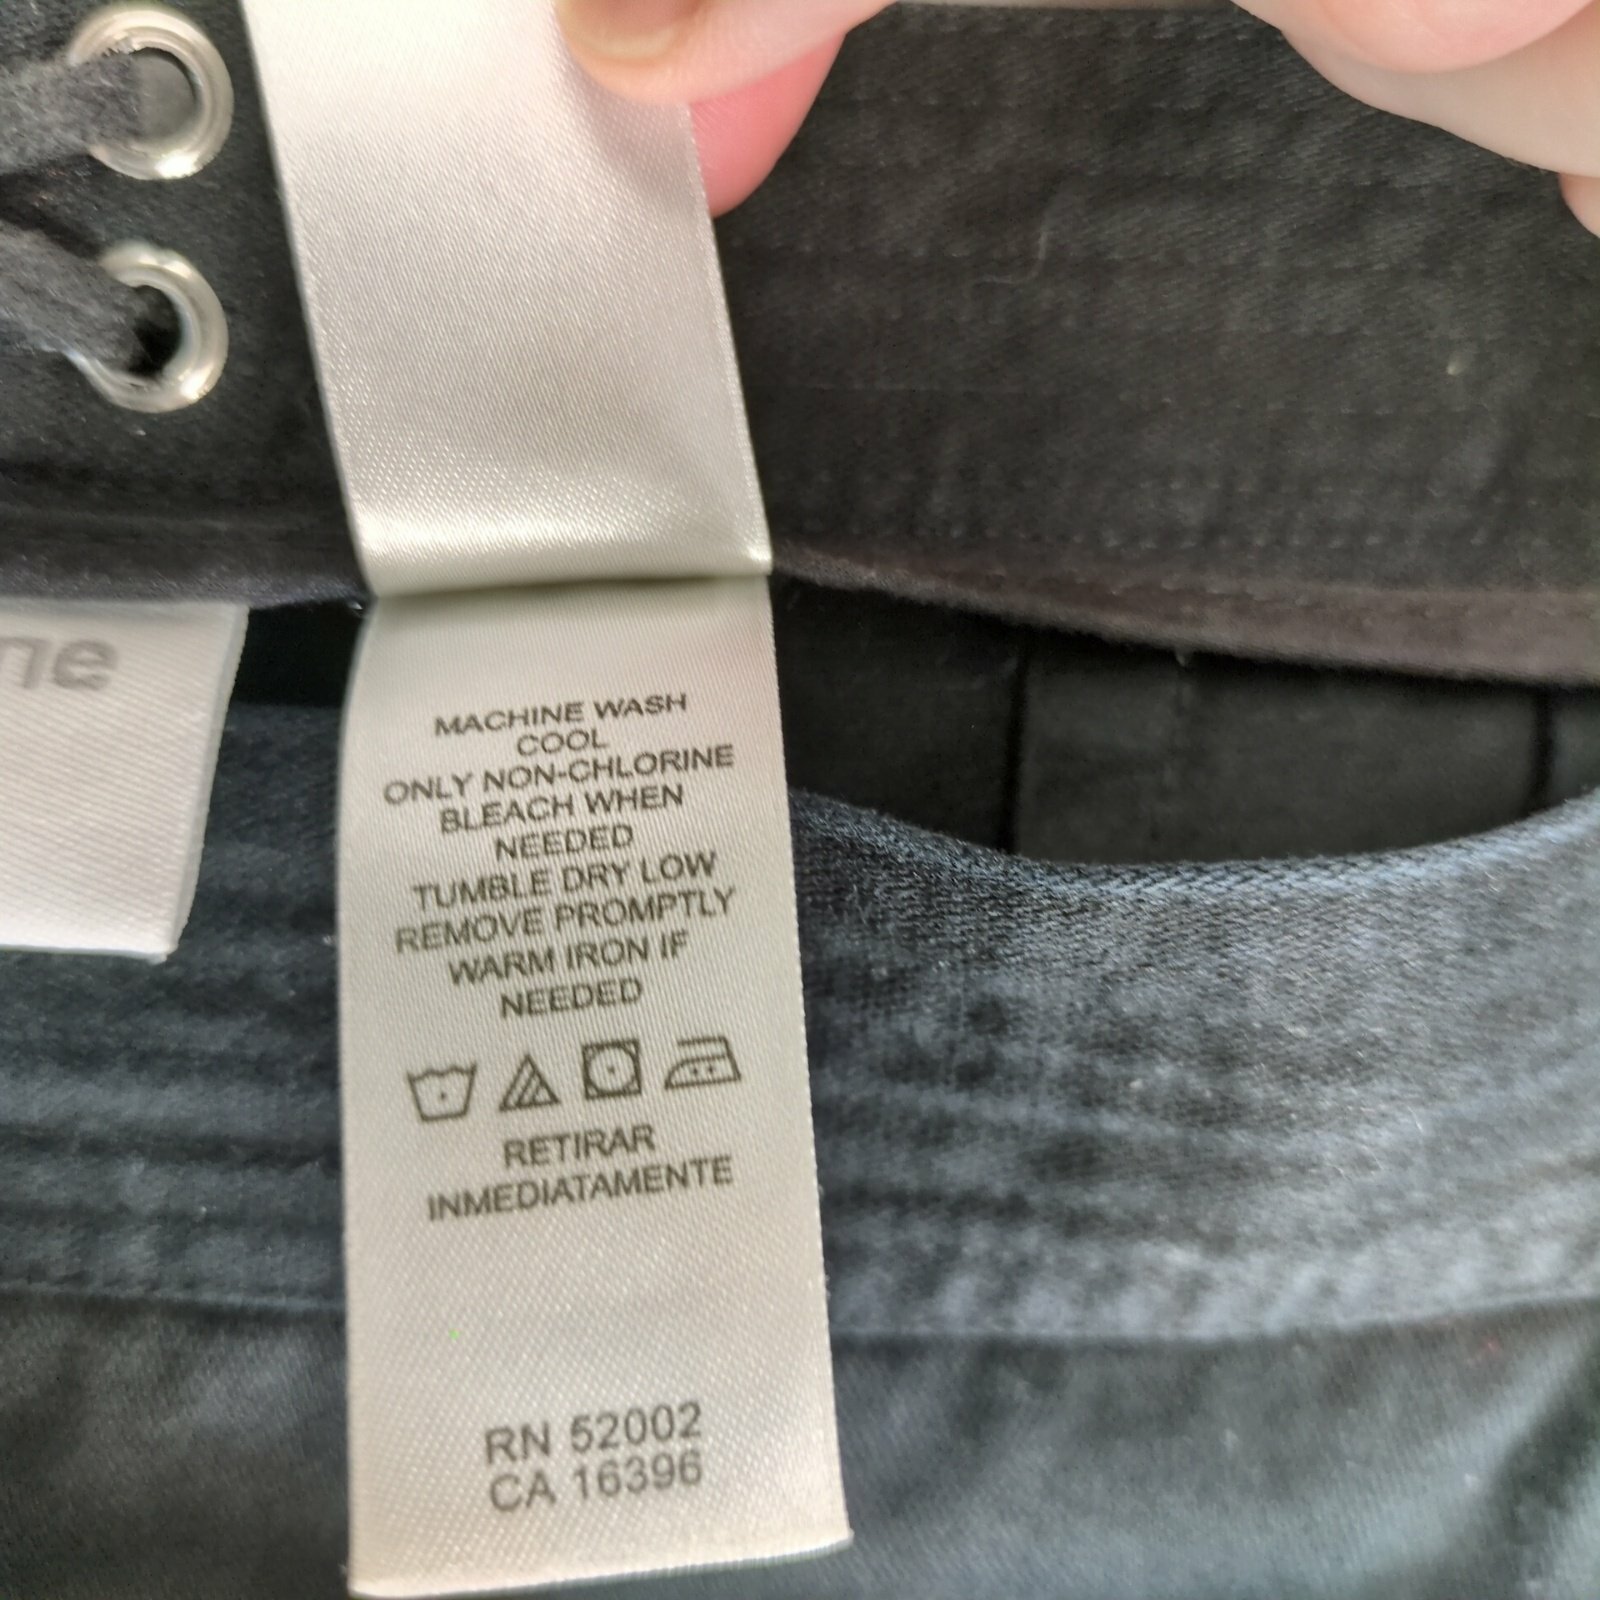 MACHINE WASH
COOL
ONLY NON-CHLORINE
BLEACH WHEN
NEEDED
TUMBLE DRY LOW
REMOVE PROMPTLY
WARM IRON IF
NEEDED
RETIRAR
INMEDIATAMENTE
RN 52002
CA 16396